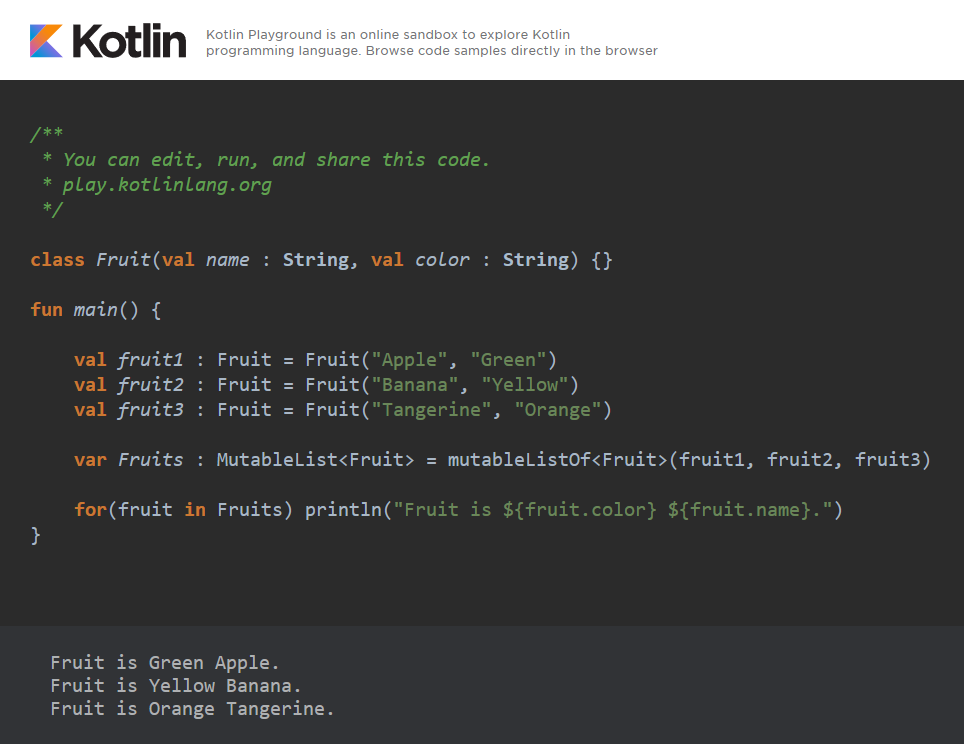 Kotlin
Kotlin Playground is an online sandbox to explore Kotlin
programming language. Browse code samples directly in the browser
/**
 * You can edit, run, and share this code.
 * play.kotlinlang.org
 */
class Fruit(val name : String, val color : String) {}
fun main() {
    val fruit1 : Fruit = Fruit("Apple", "Green")
    val fruit2 : Fruit = Fruit("Banana", "Yellow")
    val fruit3 : Fruit = Fruit("Tangerine", "Orange")
    var Fruits : MutableList<Fruit> = mutableListOf<Fruit>(fruit1, fruit2, fruit3)
    for(fruit in Fruits) println("Fruit is ${fruit.color} ${fruit.name}.")
}
Fruit is Green Apple.
Fruit is Yellow Banana.
Fruit is Orange Tangerine.